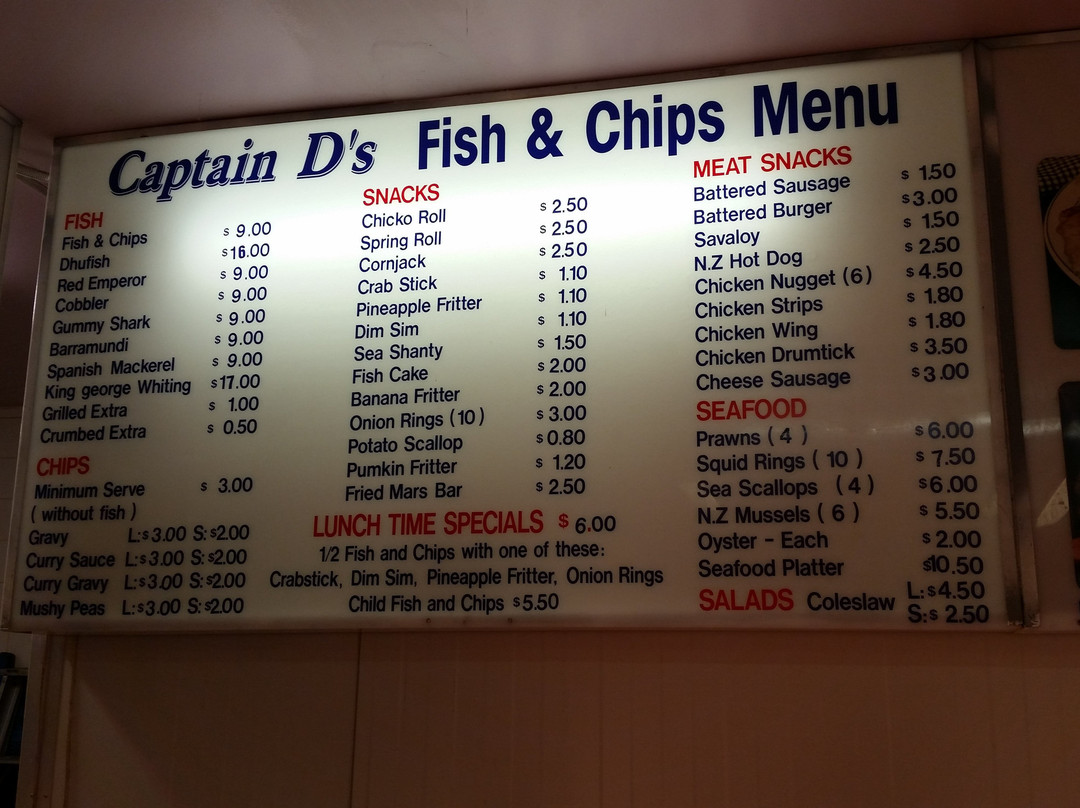 Captain D's Fish & Chips Menu
FISH
Fish & Chips $ 9.00
Dhufish $16.00
Red Emperor $ 9.00
Cobbler $ 9.00
Gummy Shark $ 9.00
Barramundi $ 9.00
Spanish Mackerel $ 9.00
King george Whiting $17.00
Grilled Extra $ 1.00
Crumbed Extra $ 0.50
CHIPS
Minimum Serve $ 3.00
( without fish )
Gravy L:$3.00 S:$2.00
Curry Sauce L:$3.00 S:$2.00
Curry Gravy L:$3.00 S:$2.00
Mushy Peas L:$3.00 S:$2.00
SNACKS
Chicko Roll $ 2.50
Spring Roll $ 2.50
Cornjack $ 2.50
Crab Stick $ 1.10
Pineapple Fritter $ 1.10
Dim Sim $ 1.10
Sea Shanty $ 1.50
Fish Cake $ 2.00
Banana Fritter $ 2.00
Onion Rings (10) $ 3.00
Potato Scallop $ 0.80
Pumkin Fritter $ 1.20
Fried Mars Bar $ 2.50
LUNCH TIME SPECIALS $ 6.00
1/2 Fish and Chips with one of these:
Crabstick, Dim Sim, Pineapple Fritter, Onion Rings
Child Fish and Chips $5.50
MEAT SNACKS
Battered Sausage $ 1.50
Battered Burger $3.00
Savaloy $ 1.50
N.Z Hot Dog $ 2.50
Chicken Nugget (6) $ 4.50
Chicken Strips $ 1.80
Chicken Wing $ 1.80
Chicken Drumtick $ 3.50
Cheese Sausage $ 3.00
SEAFOOD
Prawns ( 4 ) $6.00
Squid Rings ( 10 ) $ 7.50
Sea Scallops ( 4 ) $6.00
N.Z Mussels ( 6 ) $ 5.50
Oyster - Each $ 2.00
Seafood Platter $10.50
SALADS Coleslaw L:$4.50
S:$ 2.50